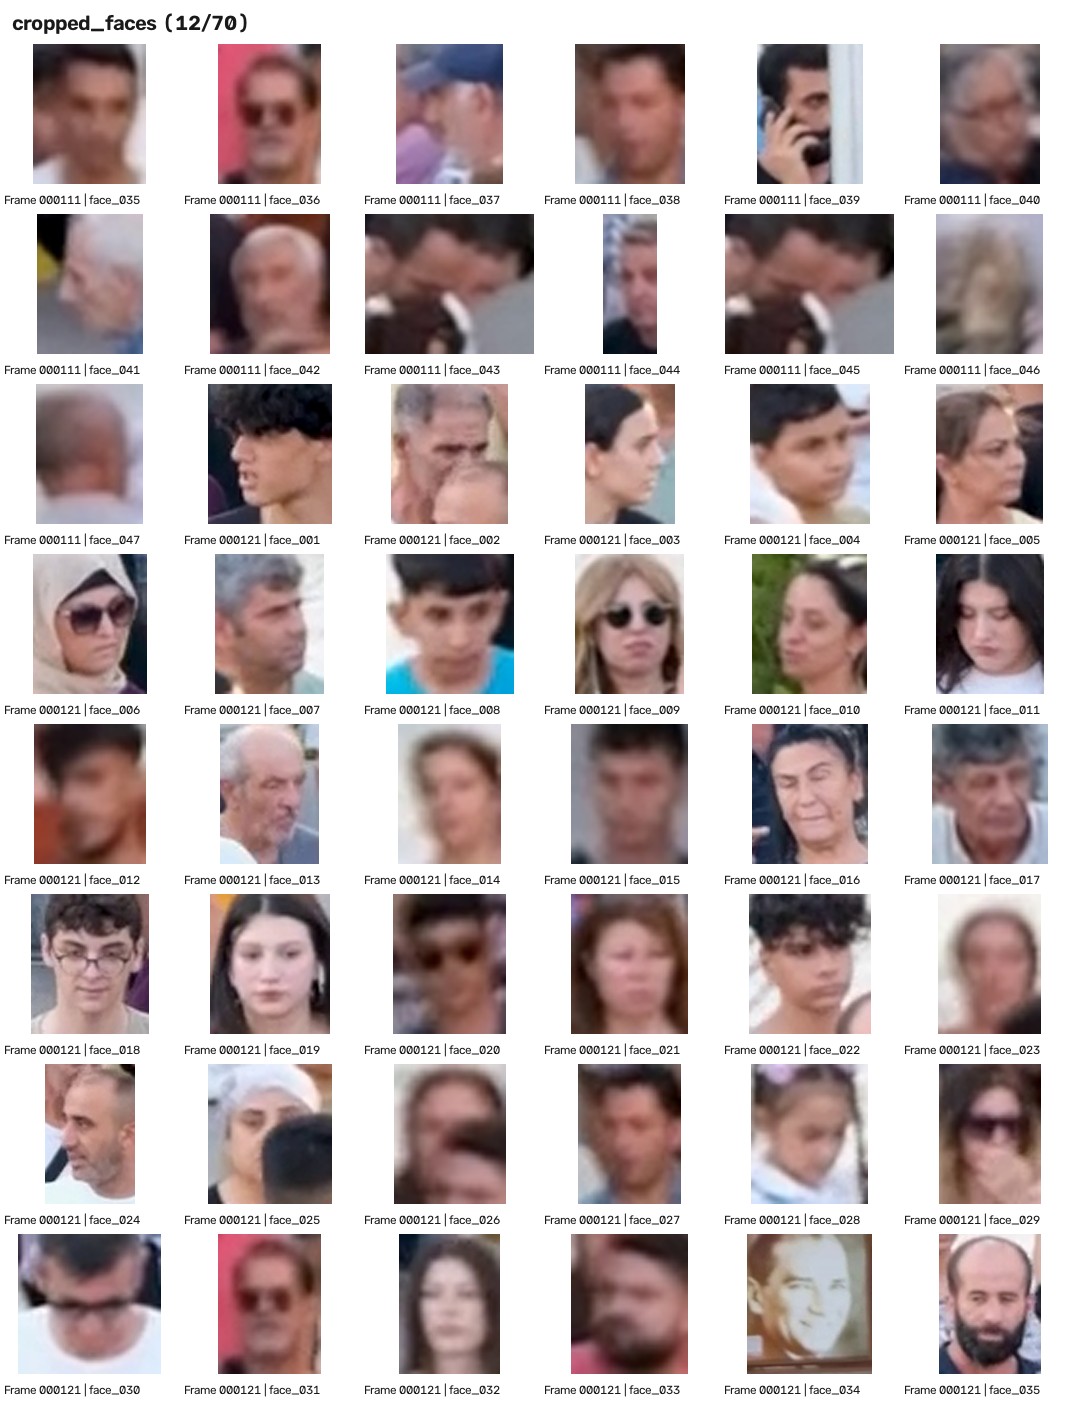 cropped_faces (12/70)
Frame 000111 | face_035
Frame 000111 | face_036
Frame 000111 | face_037
Frame 000111 | face_038
Frame 000111 | face_039
Frame 000111 | face_040
Frame 000111 | face_041
Frame 000111 | face_042
Frame 000111 | face_043
Frame 000111 | face_044
Frame 000111 | face_045
Frame 000111 | face_046
Frame 000111 | face_047
Frame 000121 | face_001
Frame 000121 | face_002
Frame 000121 | face_003
Frame 000121 | face_004
Frame 000121 | face_005
Frame 000121 | face_006
Frame 000121 | face_007
Frame 000121 | face_008
Frame 000121 | face_009
Frame 000121 | face_010
Frame 000121 | face_011
Frame 000121 | face_012
Frame 000121 | face_013
Frame 000121 | face_014
Frame 000121 | face_015
Frame 000121 | face_016
Frame 000121 | face_017
Frame 000121 | face_018
Frame 000121 | face_019
Frame 000121 | face_020
Frame 000121 | face_021
Frame 000121 | face_022
Frame 000121 | face_023
Frame 000121 | face_024
Frame 000121 | face_025
Frame 000121 | face_026
Frame 000121 | face_027
Frame 000121 | face_028
Frame 000121 | face_029
Frame 000121 | face_030
Frame 000121 | face_031
Frame 000121 | face_032
Frame 000121 | face_033
Frame 000121 | face_034
Frame 000121 | face_035